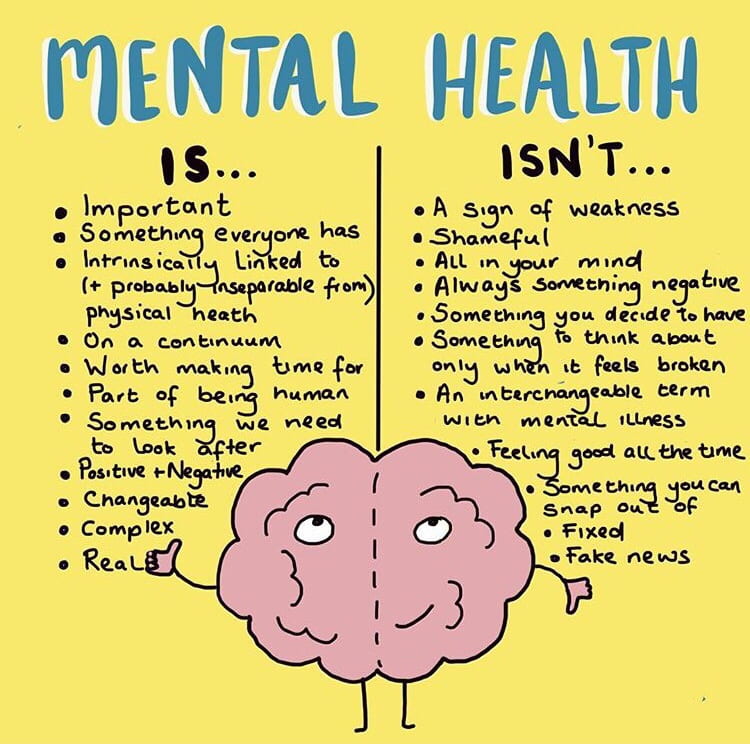 MENTAL HEALTH
IS...
• Important
• Something everyone has
• Intrinsically Linked to
(+ probably inseparable from)
physical heath
• On a continuum
• Worth making time for
• Part of being human
• Something we need
to look after
• Positive + Negative
• Changeable
• Complex
• Real
ISN'T...
• A sign of weakness
• Shameful
• All in your mind
• Always something negative
• Something you decide to have
• Something to think about
only when it feels broken
• An interchangeable term
with mental illness
• Feeling good all the time
• Something you can
snap out of
• Fixed
• Fake news